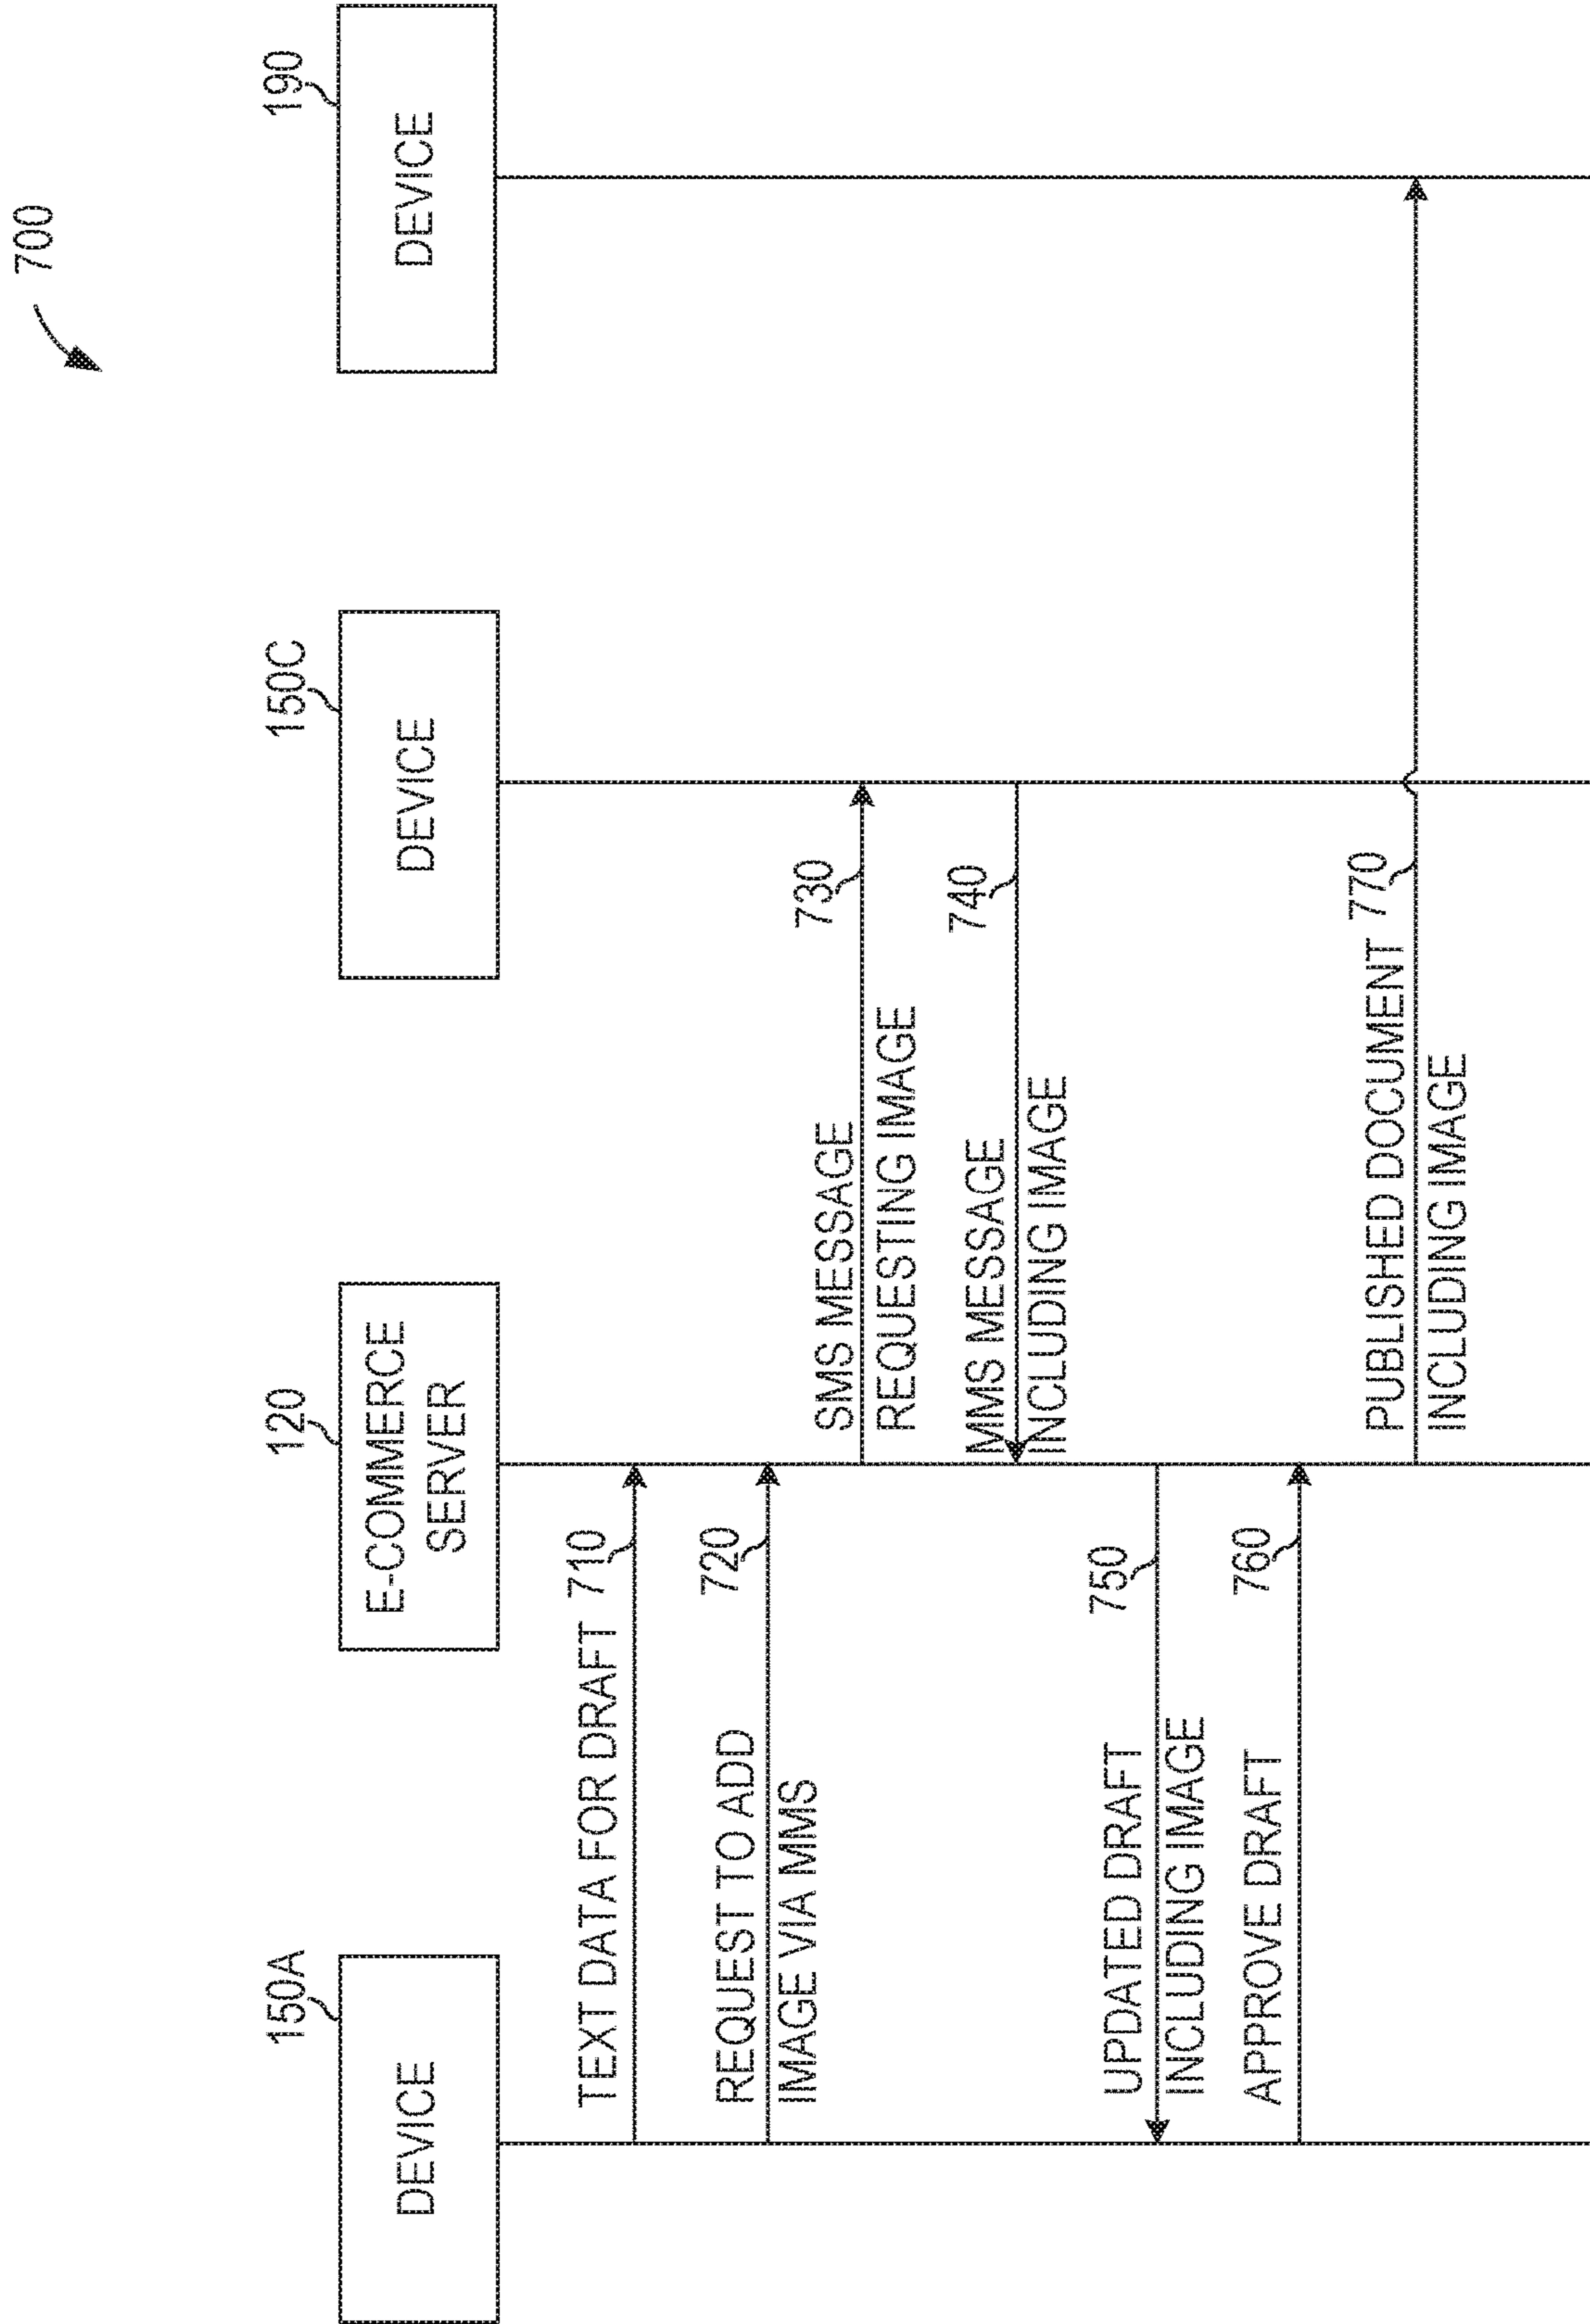 700
150A
120
150C
190
DEVICE
E-COMMERCE
SERVER
DEVICE
DEVICE
TEXT DATA FOR DRAFT 710
REQUEST TO ADD
720
IMAGE VIA MMS
SMS MESSAGE
730
REQUESTING IMAGE
MMS MESSAGE
740
INCLUDING IMAGE
UPDATED DRAFT
750
INCLUDING IMAGE
APPROVE DRAFT
760
PUBLISHED DOCUMENT 770
INCLUDING IMAGE